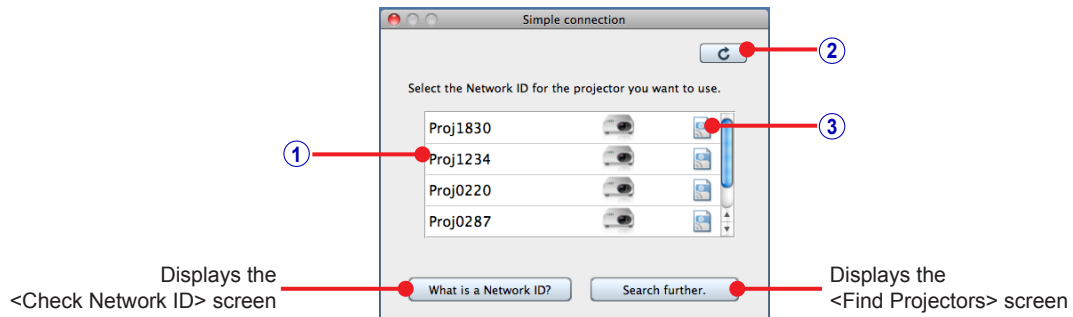 Simple connection
2
Select the Network ID for the projector you want to use.
Proj1830
3
1
Proj1234
Proj0220
Proj0287
Displays the
<Check Network ID> screen
What is a Network ID?
Search further.
Displays the
<Find Projectors> screen